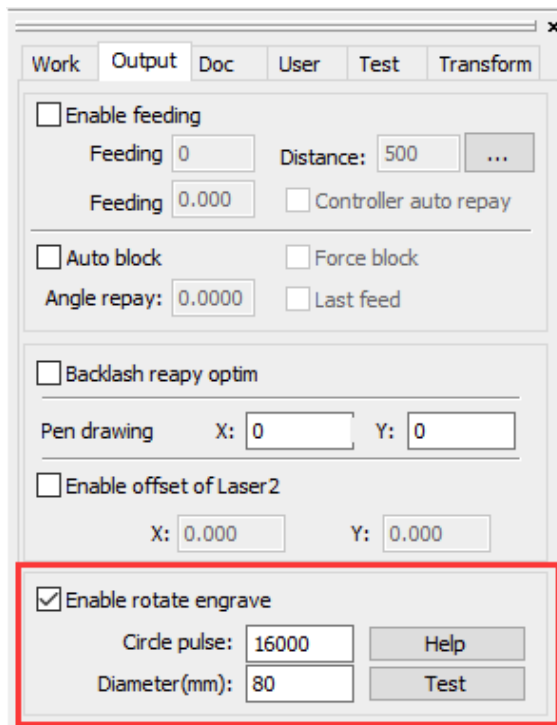 Work Output Doc User Test Transform
Enable feeding
Feeding 0 Distance: 500 ...
Feeding 0.000 Controller auto repay
Auto block Force block
Angle repay: 0.0000 Last feed
Backlash reapy optim
Pen drawing X: 0 Y: 0
Enable offset of Laser2
X: 0.000 Y: 0.000
Enable rotate engrave
Circle pulse: 16000 Help
Diameter(mm): 80 Test